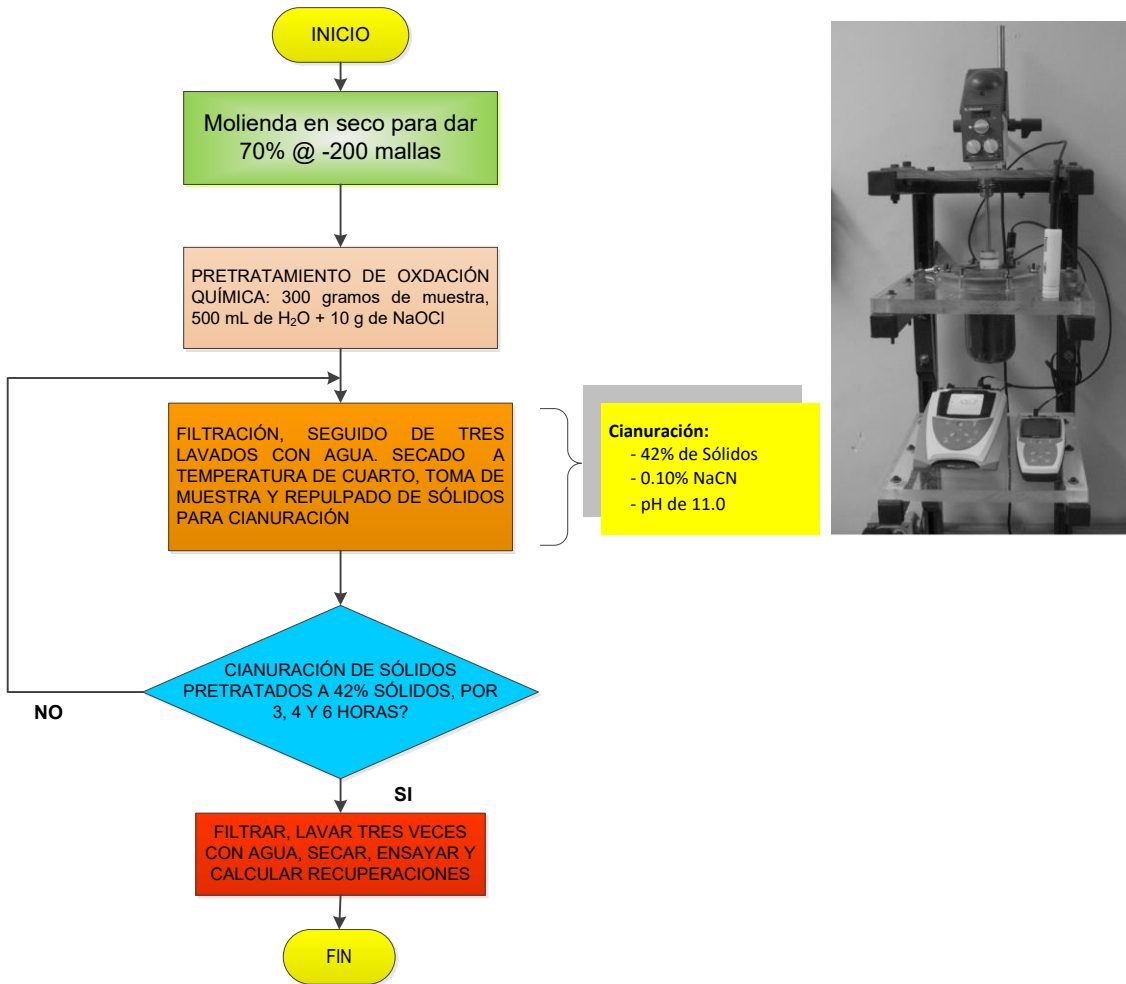 INICIO
Molienda en seco para dar
70% @ -200 mallas
PRETRATAMIENTO DE OXDACIÓN
QUÍMICA: 300 gramos de muestra,
500 mL de H₂O + 10 g de NaOCl
FILTRACIÓN, SEGUIDO DE TRES
LAVADOS CON AGUA. SECADO A
TEMPERATURA DE CUARTO, TOMA DE
MUESTRA Y REPULPADO DE SÓLIDOS
PARA CIANURACIÓN
Cianuración:
- 42% de Sólidos
- 0.10% NaCN
- pH de 11.0
CIANURACIÓN DE SÓLIDOS
PRETRATADOS A 42% SÓLIDOS, POR
3, 4 Y 6 HORAS?
NO
SI
FILTRAR, LAVAR TRES VECES
CON AGUA, SECAR, ENSAYAR Y
CALCULAR RECUPERACIONES
FIN